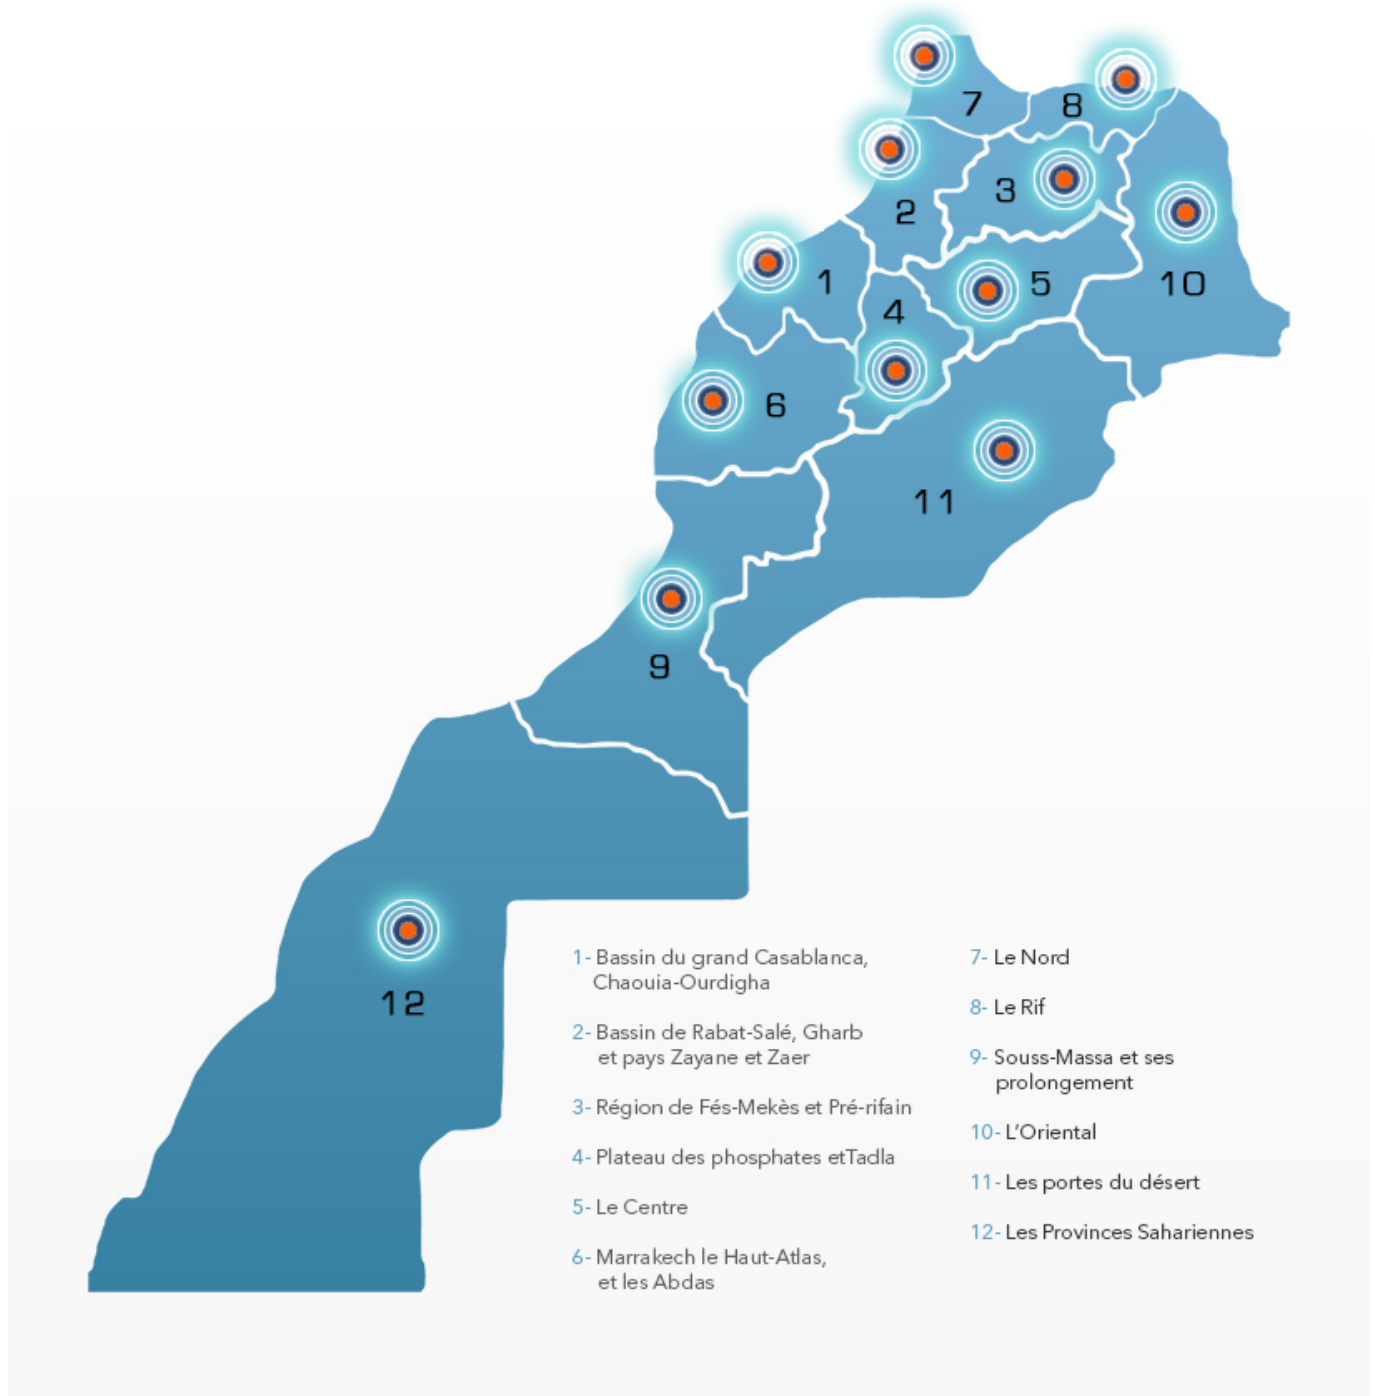 7
8
3
2
10
1
5
4
6
11
9
12
1- Bassin du grand Casablanca,
Chaouia-Ourdigha
2- Bassin de Rabat-Salé, Gharb
et pays Zayane et Zaer
3- Région de Fés-Mekès et Pré-rifain
4- Plateau des phosphates etTadla
5- Le Centre
6- Marrakech le Haut-Atlas,
et les Abdas
7- Le Nord
8- Le Rif
9- Souss-Massa et ses
prolongement
10- L'Oriental
11- Les portes du désert
12- Les Provinces Sahariennes